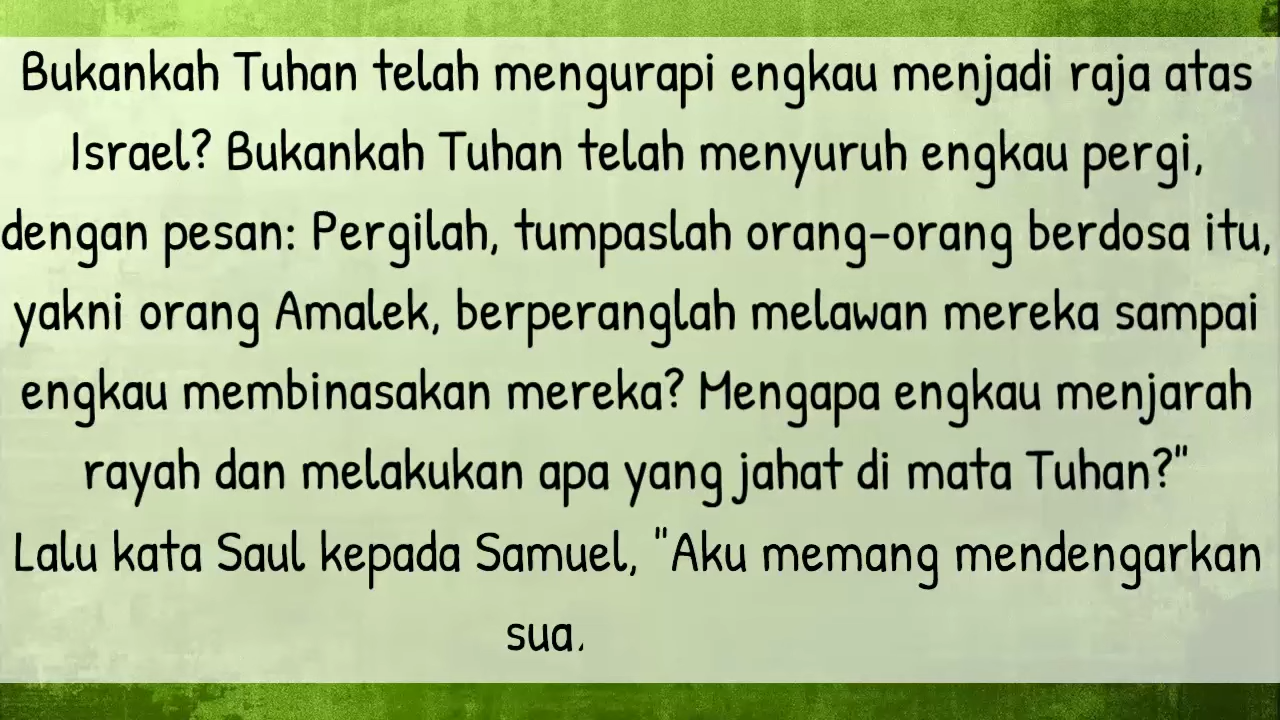 Bukankah Tuhan telah mengurapi engkau menjadi raja atas
Israel? Bukankah Tuhan telah menyuruh engkau pergi,
dengan pesan: Pergilah, tumpaslah orang-orang berdosa itu,
yakni orang Amalek, berperanglah melawan mereka sampai
engkau membinasakan mereka? Mengapa engkau menjarah
rayah dan melakukan apa yang jahat di mata Tuhan?"
Lalu kata Saul kepada Samuel, "Aku memang mendengarkan
sua